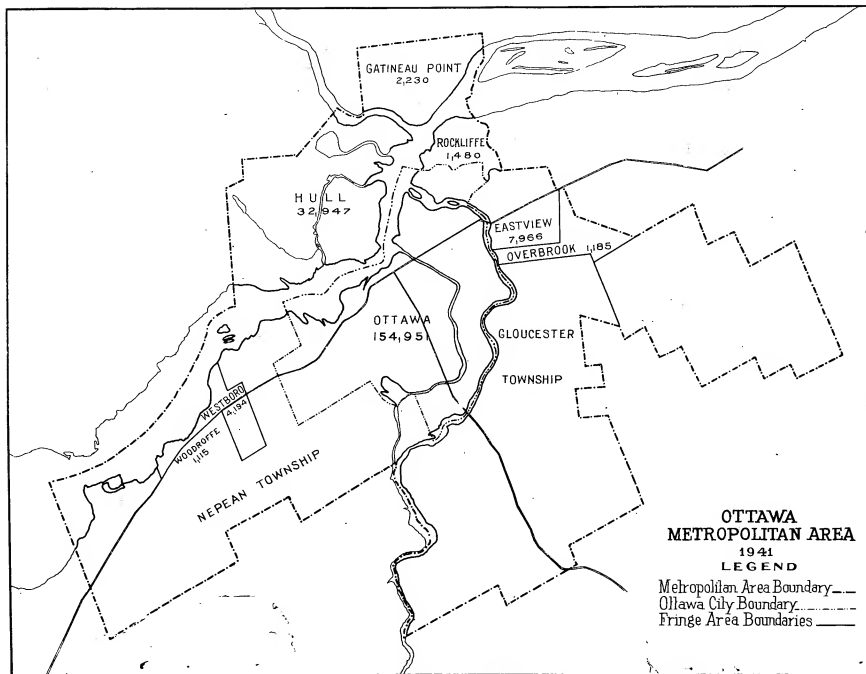 GATINEAU POINT
2,230
ROCKLIFFE
1,480
HULL
32,947
EASTVIEW
7,966
OVERBROOK 1,185
OTTAWA
154,951
GLOUCESTER
TOWNSHIP
WESTBORO
4,194
WOODROFFE
1,115
NEPEAN TOWNSHIP
OTTAWA
METROPOLITAN AREA
1941
LEGEND
Metropolitan Area Boundary
Ottawa City Boundary
Fringe Area Boundaries